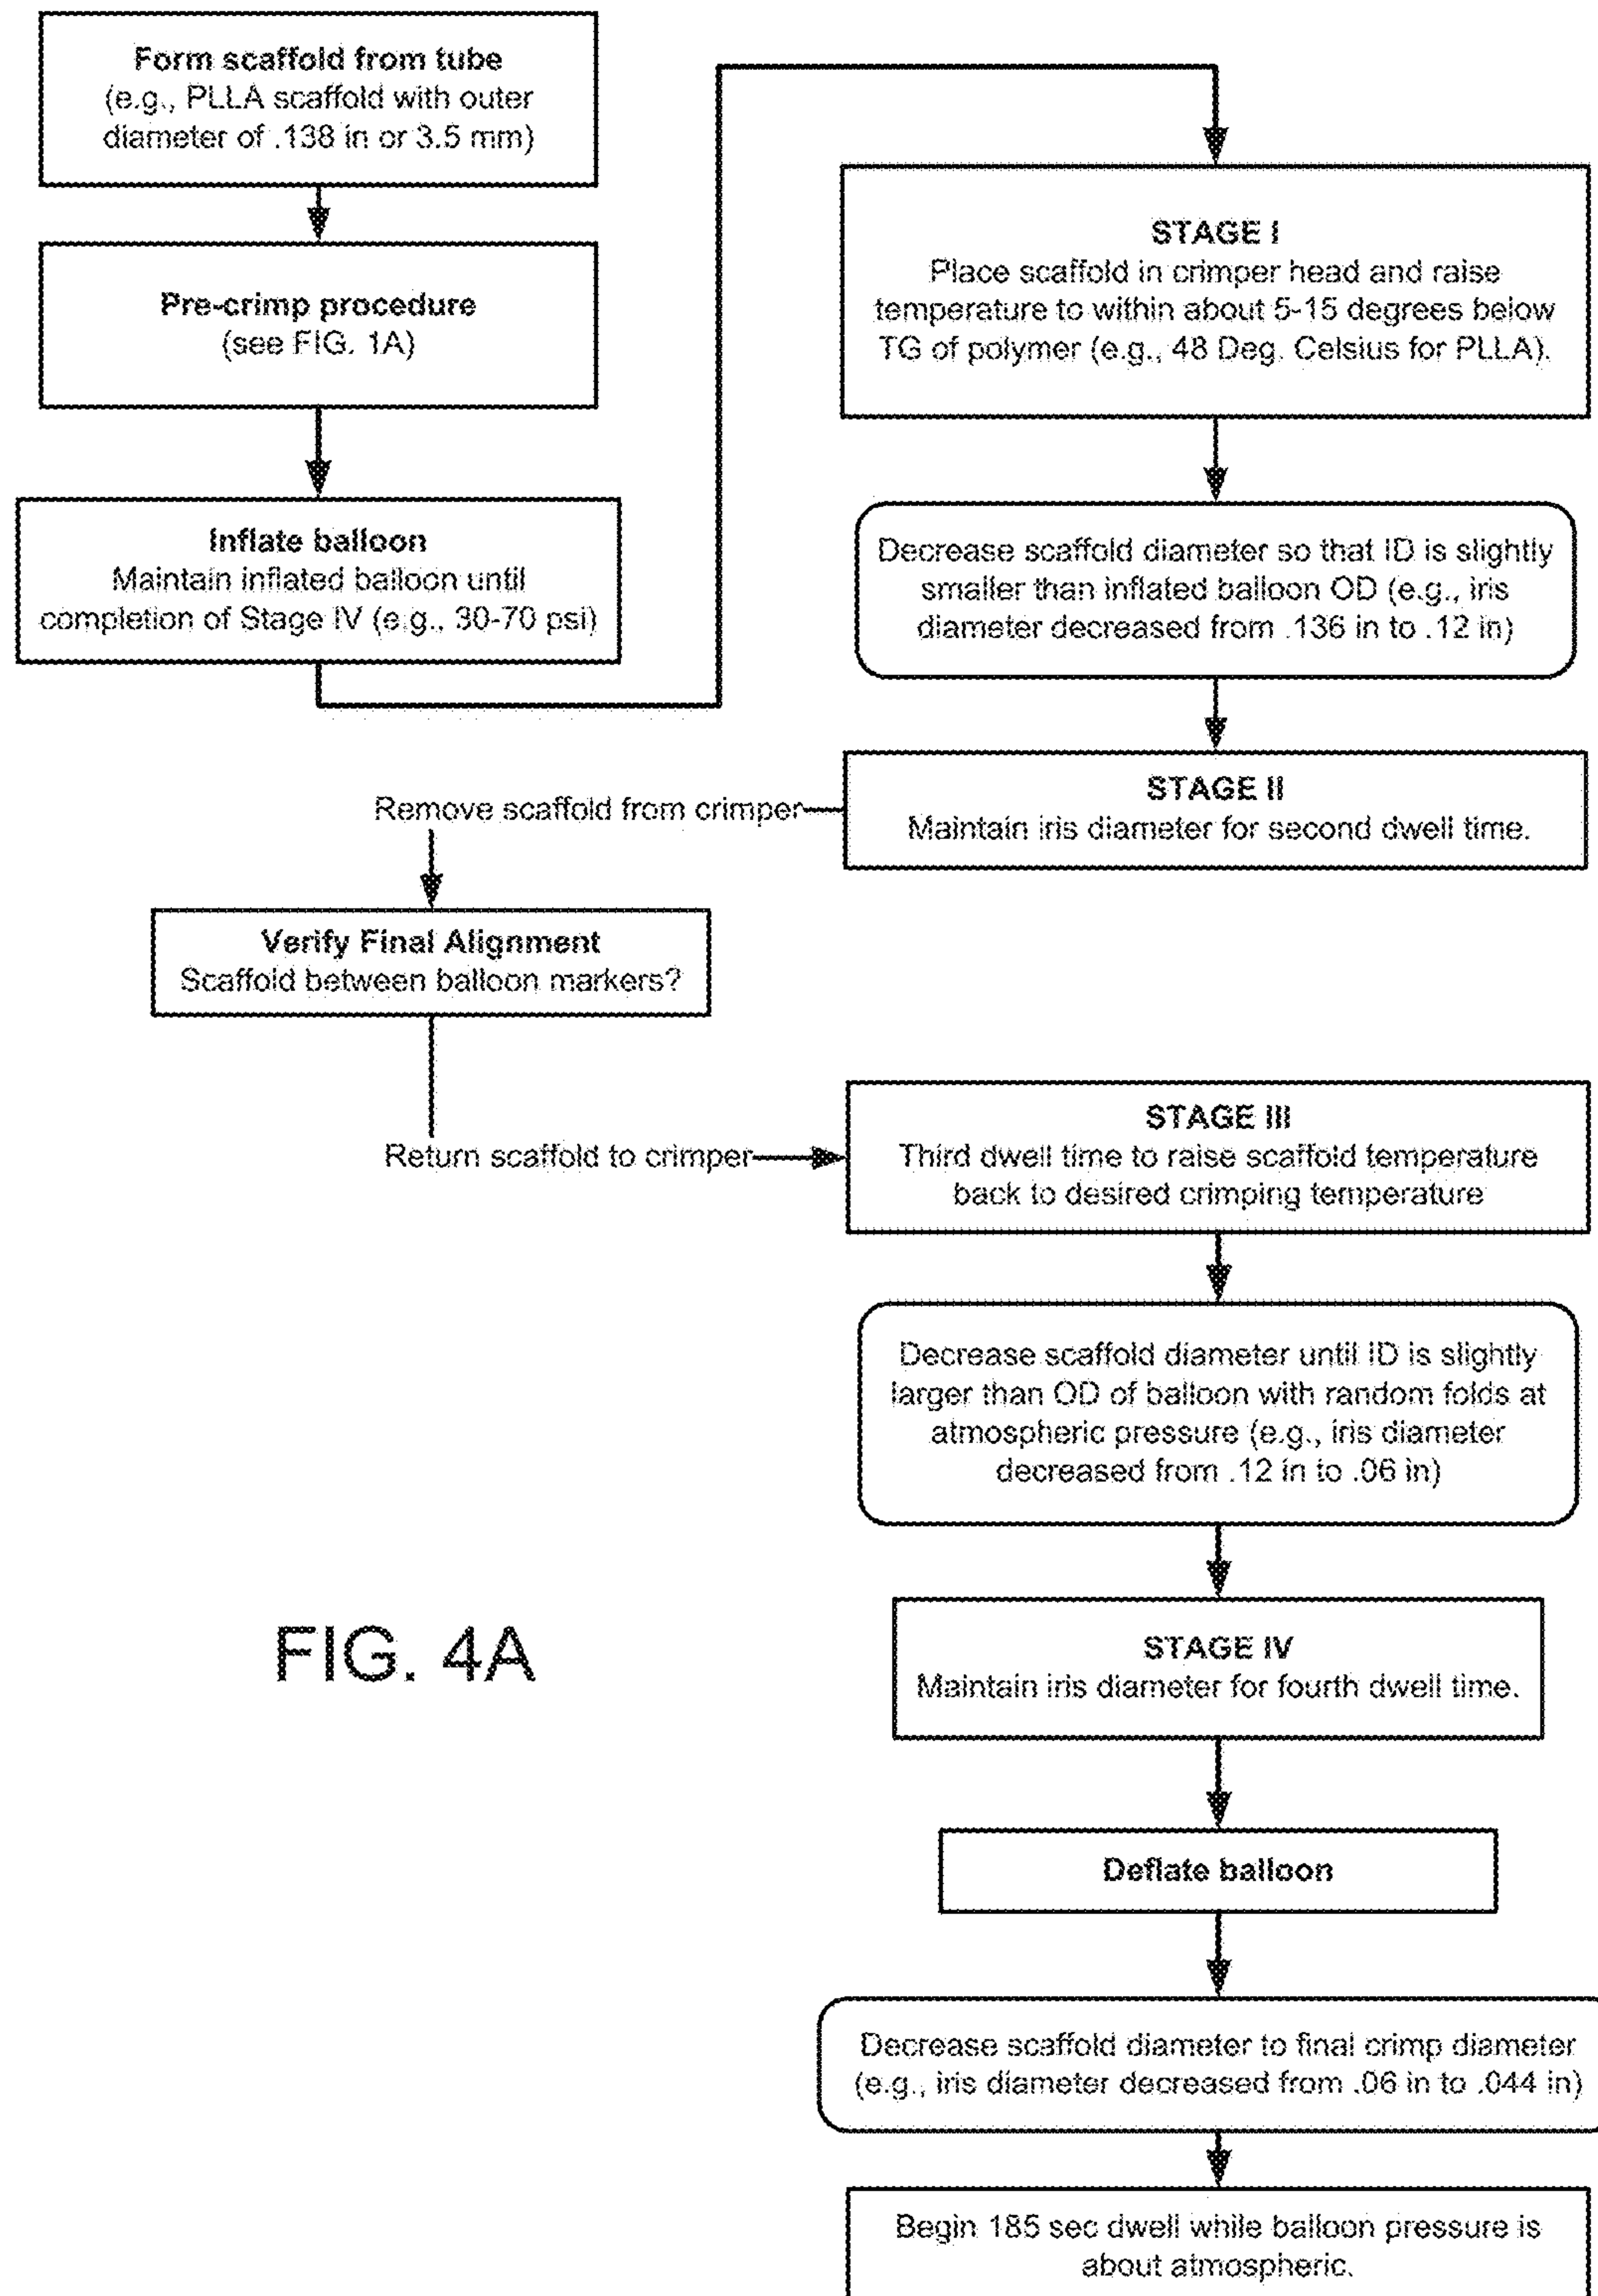 Form scaffold from tube
(e.g., PLLA scaffold with outer
diameter of .138 in or 3.5 mm)
Pre-crimp procedure
(see FIG. 1A)
Inflate balloon
Maintain inflated balloon until
completion of Stage IV (e.g., 30-70 psi)
STAGE I
Place scaffold in crimper head and raise
temperature to within about 5-15 degrees below
TG of polymer (e.g., 48 Deg. Celsius for PLLA).
Decrease scaffold diameter so that ID is slightly
smaller than inflated balloon OD (e.g., iris
diameter decreased from .136 in to .12 in)
STAGE II
Maintain iris diameter for second dwell time.
Remove scaffold from crimper
Verify Final Alignment
Scaffold between balloon markers?
Return scaffold to crimper
STAGE III
Third dwell time to raise scaffold temperature
back to desired crimping temperature
Decrease scaffold diameter until ID is slightly
larger than OD of balloon with random folds at
atmospheric pressure (e.g., iris diameter
decreased from .12 in to .06 in)
STAGE IV
Maintain iris diameter for fourth dwell time.
Deflate balloon
Decrease scaffold diameter to final crimp diameter
(e.g., iris diameter decreased from .06 in to .044 in)
Begin 185 sec dwell while balloon pressure is
about atmospheric.
FIG. 4A